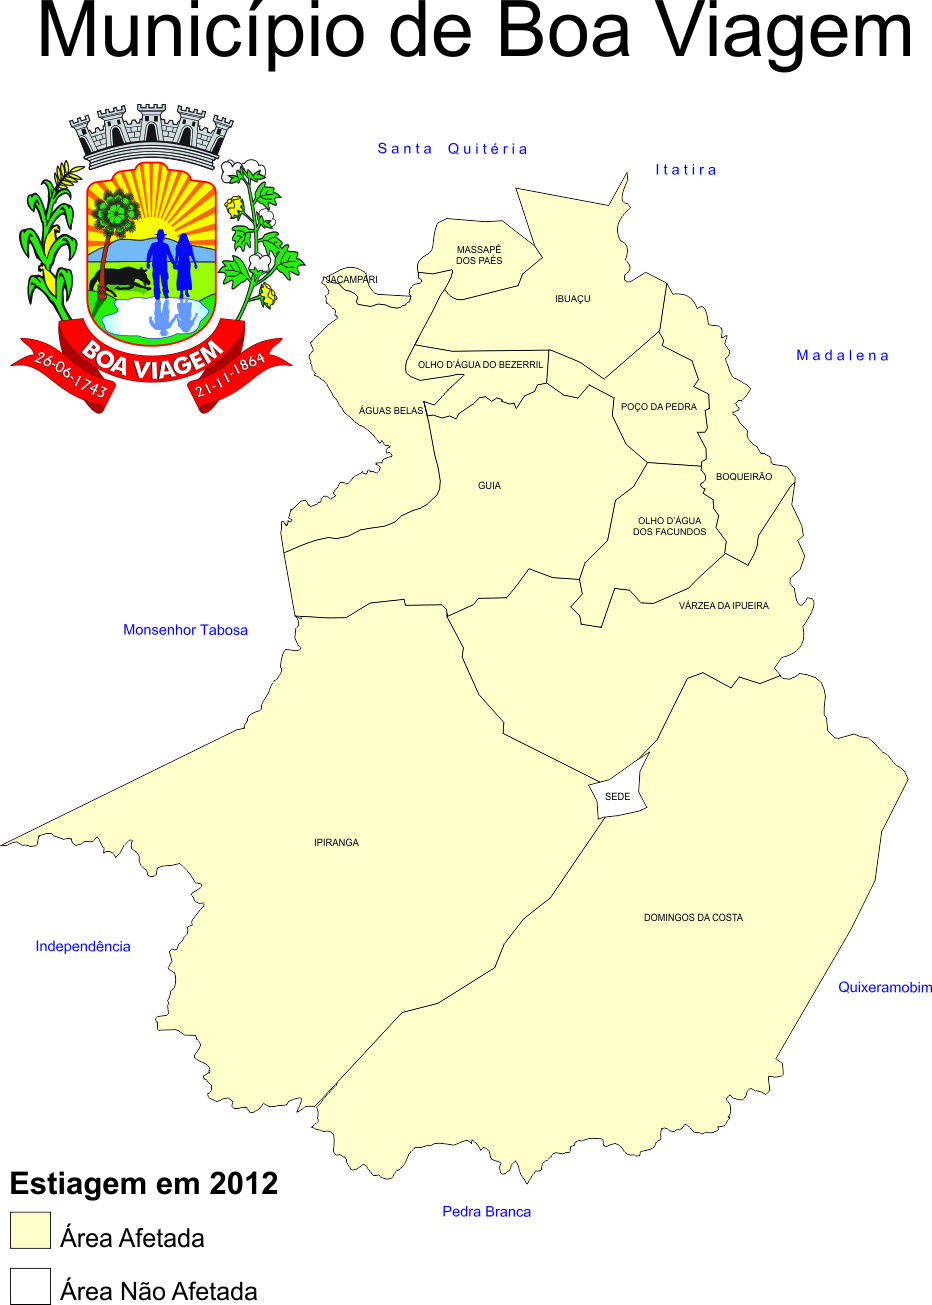 Município de Boa Viagem
Santa Quitéria
Itatira
MASSAPÊ
DOS PAÉS
JACAMPARI
IBUAÇU
BOA VIAGEM
26-06-1743
21-11-1864
Madalena
OLHO D'ÁGUA DO BEZERRIL
ÁGUAS BELAS
POÇO DA PEDRA
BOQUEIRÃO
GUIA
OLHO D'ÁGUA
DOS FACUNDOS
VÁRZEA DA IPUEIRA
Monsenhor Tabosa
SEDE
IPIRANGA
DOMINGOS DA COSTA
Independência
Quixeramobim
Estiagem em 2012
Pedra Branca
Área Afetada
Área Não Afetada